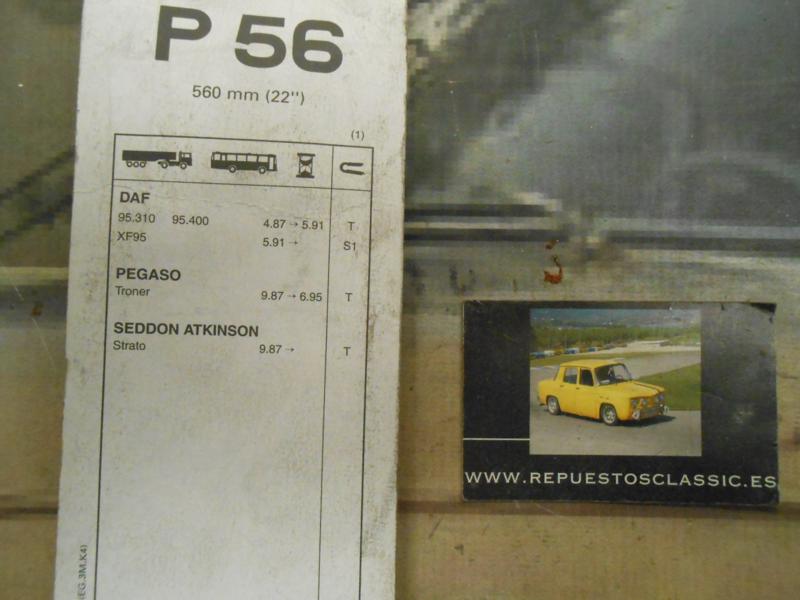 P 56
560 mm (22'')
(1)
DAF
95.310 95.400 4.87 → 5.91 T
XF95 5.91 → S1
PEGASO
Troner 9.87 → 6.95 T
SEDDON ATKINSON
Strato 9.87 → T
WWW.REPUESTOSCLASSIC.ES